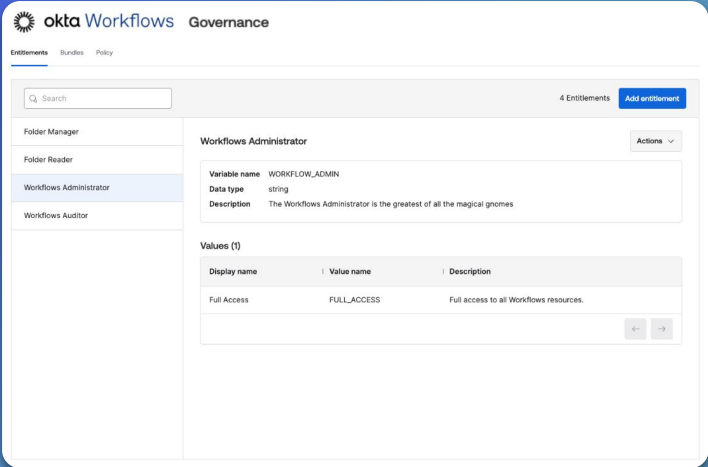 okta Workflows Governance
Entitlements Bundles Policy
Search
4 Entitlements Add entitlement
Folder Manager
Folder Reader
Workflows Administrator
Workflows Auditor
Workflows Administrator
Actions
Variable name WORKFLOW_ADMIN
Data type string
Description The Workflows Administrator is the greatest of all the magical gnomes
Values (1)
Display name Value name Description
Full Access FULL_ACCESS Full access to all Workflows resources.